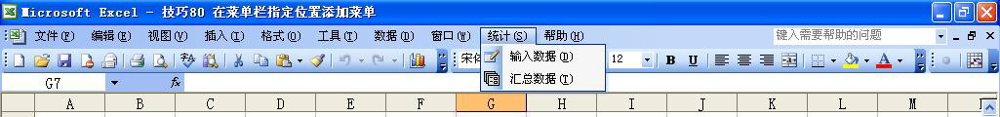 Microsoft Excel - 技巧80 在菜单栏指定位置添加菜单
文件(F) 编辑(E) 视图(V) 插入(I) 格式(O) 工具(T) 数据(D) 窗口(W) 统计(S) 帮助(H) 键入需要帮助的问题
宋体 12 B U A
输入数据(D)
汇总数据(T)
G7
A B C D E F G H I J K L M